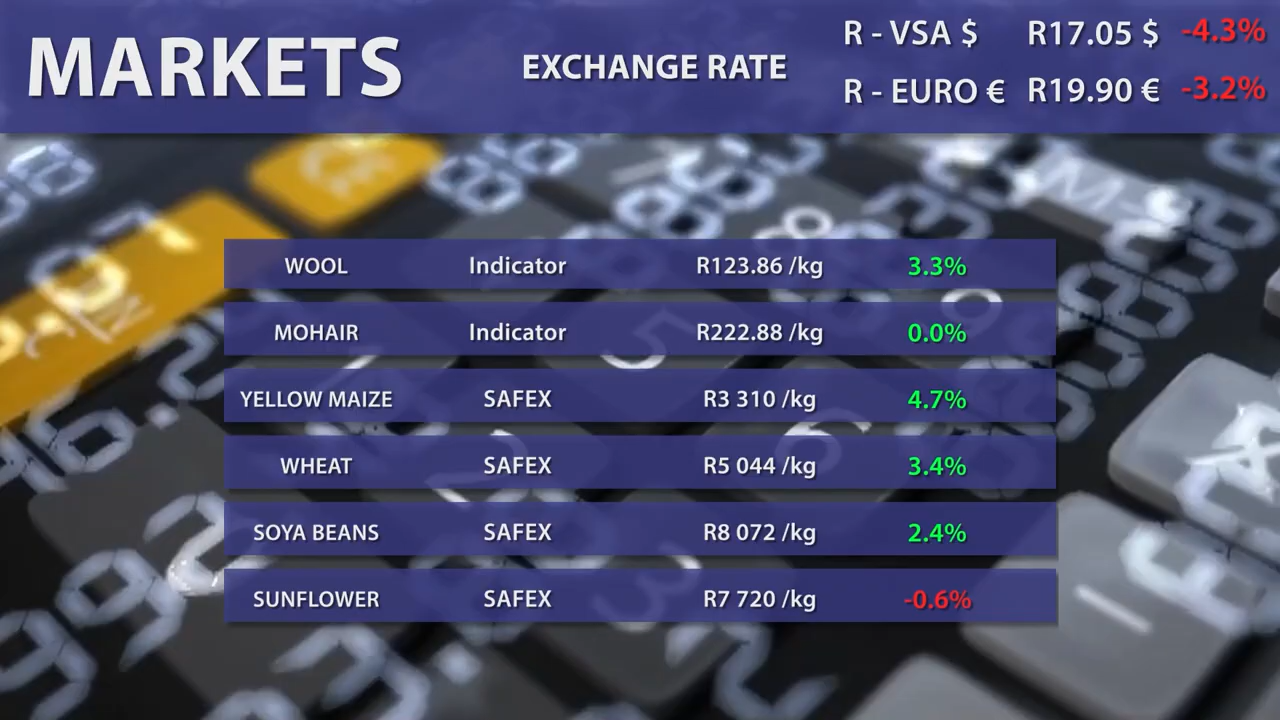 MARKETS
EXCHANGE RATE
R - VSA $ R17.05 $ -4.3%
R - EURO € R19.90 € -3.2%
WOOL Indicator R123.86 /kg 3.3%
MOHAIR Indicator R222.88 /kg 0.0%
YELLOW MAIZE SAFEX R3 310 /kg 4.7%
WHEAT SAFEX R5 044 /kg 3.4%
SOYA BEANS SAFEX R8 072 /kg 2.4%
SUNFLOWER SAFEX R7 720 /kg -0.6%